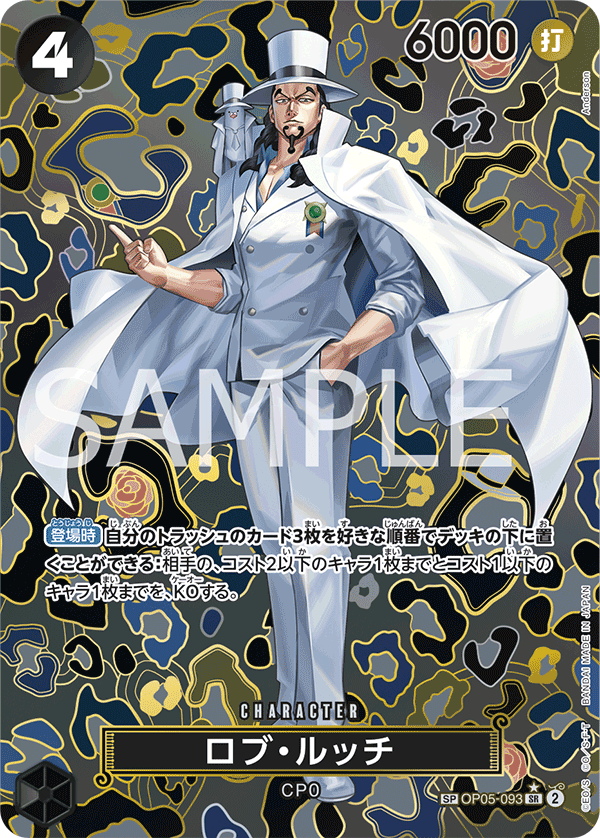 4
6000
打
Anderson
SAMPLE
登場時 自分のトラッシュのカード3枚を好きな順番でデッキの下に置
くことができる:相手の、コスト2以下のキャラ1枚までとコスト1以下の
キャラ1枚までを、KOする。
CHARACTER
ロブ・ルッチ
CP0
SP OP05-093 SR ★ 2
©EO/S ©O/S・F・T BANDAI MADE IN JAPAN